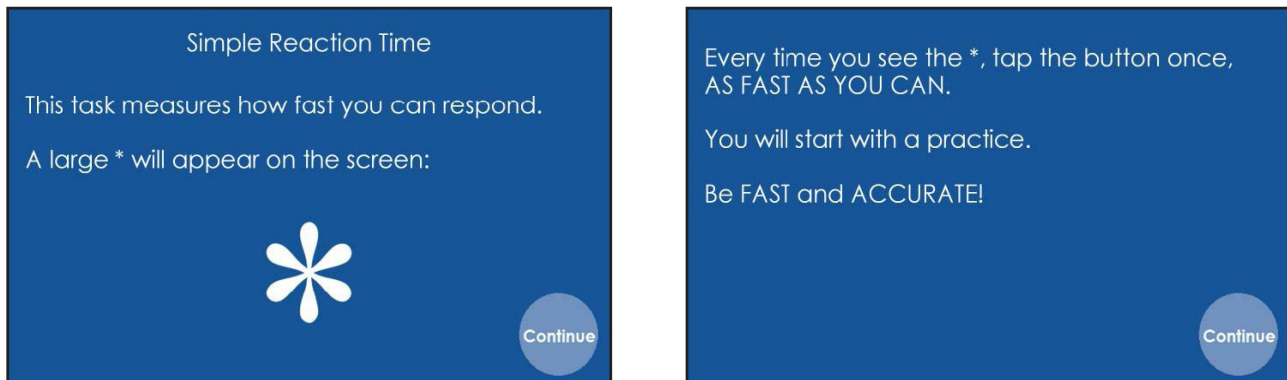 Simple Reaction Time
This task measures how fast you can respond.
A large * will appear on the screen:
*
Continue
Every time you see the *, tap the button once,
AS FAST AS YOU CAN.
You will start with a practice.
Be FAST and ACCURATE!
Continue